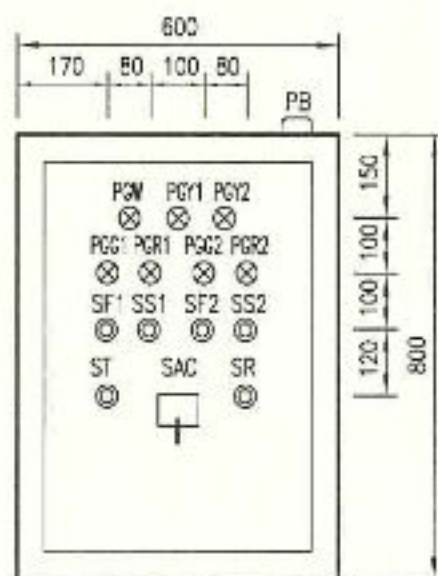 600
170 80 100 80
PB
PGW PGY1 PGY2
PGG1 PGR1 PGG2 PGR2
SF1 SS1 SF2 SS2
ST SAC SR
150
100
100
120
800